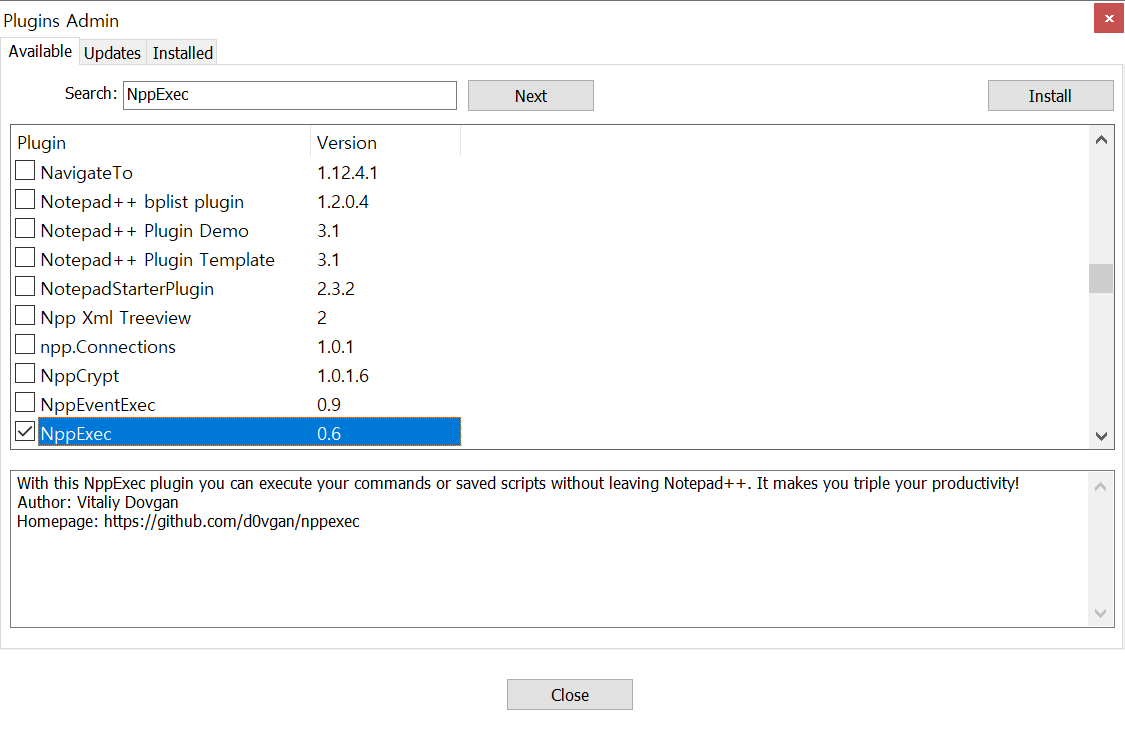 Plugins Admin
Available Updates Installed
Search: NppExec Next Install
Plugin Version
NavigateTo 1.12.4.1
Notepad++ bplist plugin 1.2.0.4
Notepad++ Plugin Demo 3.1
Notepad++ Plugin Template 3.1
NotepadStarterPlugin 2.3.2
Npp Xml Treeview 2
npp.Connections 1.0.1
NppCrypt 1.0.1.6
NppEventExec 0.9
NppExec 0.6
With this NppExec plugin you can execute your commands or saved scripts without leaving Notepad++. It makes you triple your productivity!
Author: Vitaliy Dovgan
Homepage: https://github.com/d0vgan/nppexec
Close